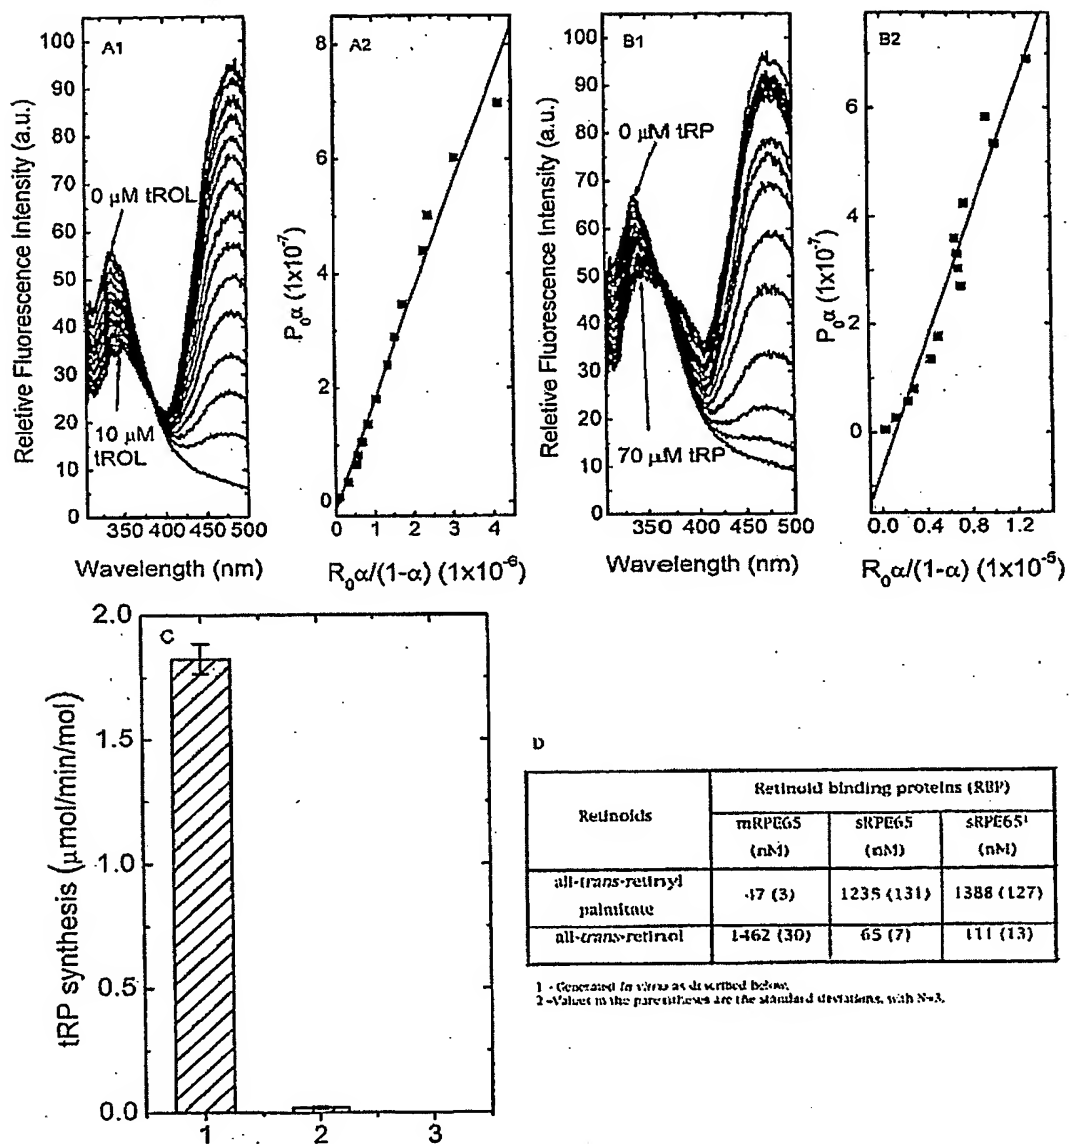 A1
Reletive Fluorescence Intensity (a.u.)
100
90
80
70
60
50
40
30
20
10
0
0 µM tROL
10 µM
tROL
350 400 450 500
Wavelength (nm)
A2
P₀α (1x10⁻⁷)
8
6
4
2
0
0 1 2 3 4
R₀α/(1-α) (1x10⁻⁶)
B1
Reletive Fluorescence Intensity (a.u.)
100
90
80
70
60
50
40
30
20
10
0
0 µM tRP
70 µM tRP
350 400 450 500
Wavelength (nm)
B2
P₀α (1x10⁻⁷)
6
4
2
0
0.0 0.4 0.8 1.2
R₀α/(1-α) (1x10⁻⁵)
C
tRP synthesis (µmol/min/mol)
2.0
1.5
1.0
0.5
0.0
1 2 3
D
Retinoids
Retinoid binding proteins (RBP)
mRPE65 (nM)
sRPE65 (nM)
sRPE65¹ (nM)
all-trans-retinyl palmitate
47 (3)
1235 (131)
1388 (127)
all-trans-retinol
1462 (30)
65 (7)
111 (13)
1 - Generated in vitro as described below.
2 -Values in the parentheses are the standard deviations, with N=3.